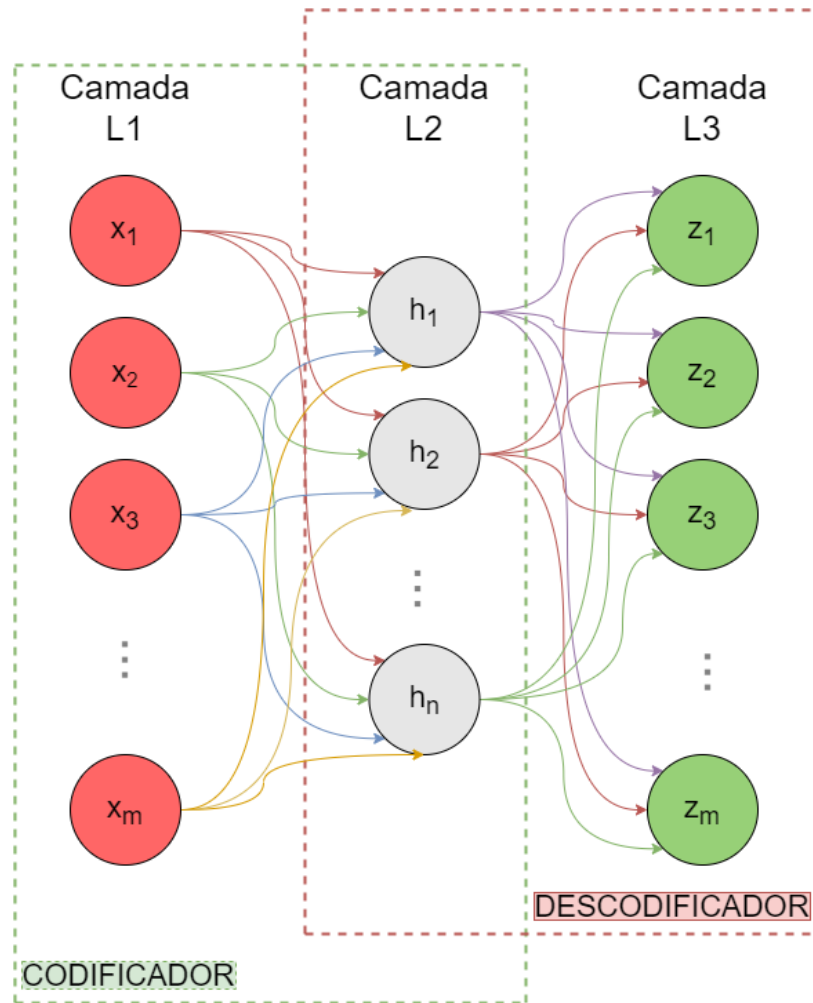 Camada
L1
Camada
L2
Camada
L3
x₁
x₂
x₃
xₘ
h₁
h₂
hₙ
z₁
z₂
z₃
zₘ
DESCODIFICADOR
CODIFICADOR